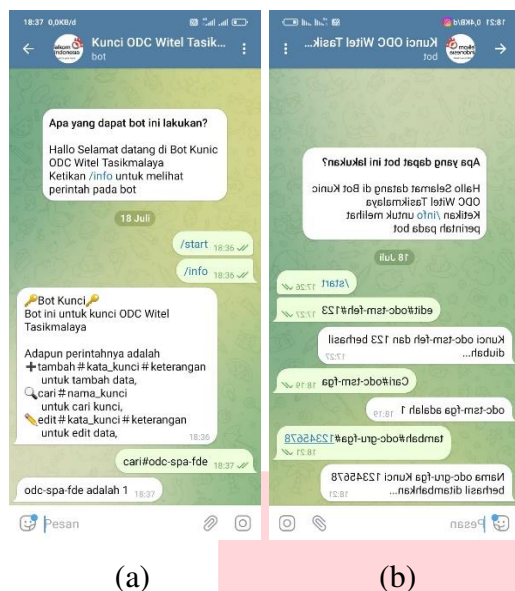 18:37 0,0KB/d
Kunci ODC Witel Tasik...
bot
Apa yang dapat bot ini lakukan?
Hallo Selamat datang di Bot Kunic
ODC Witel Tasikmalaya
Ketikan /info untuk melihat
perintah pada bot
18 Juli
/start 18:36
/info 18:36
🔑Bot Kunci🔑
Bot ini untuk kunci ODC Witel
Tasikmalaya
Adapun perintahnya adalah
➕tambah#kata_kunci#keterangan
untuk tambah data,
🔍cari#nama_kunci
untuk cari kunci,
✏️edit#kata_kunci#keterangan
untuk edit data,
18:36
cari#odc-spa-fde 18:37
odc-spa-fde adalah 1 18:37
Pesan
(a)
18:21 0,4KB/d
Kunci ODC Witel Tasik...
bot
Apa yang dapat bot ini lakukan?
Hallo Selamat datang di Bot Kunic
ODC Witel Tasikmalaya
Ketikan /info untuk melihat
perintah pada bot
18 Juli
/start 17:26
edit#odc-tsm-feh#123 17:27
Kunci odc-tsm-feh dan 123 berhasil
diubah... 17:27
Cari#odc-tsm-fga 18:19
odc-tsm-fga adalah 1 18:19
tambah#odc-gru-fga#12345678
18:21
Nama odc-gru-fga Kunci 12345678
berhasil ditambahkan... 18:21
Pesan
(b)